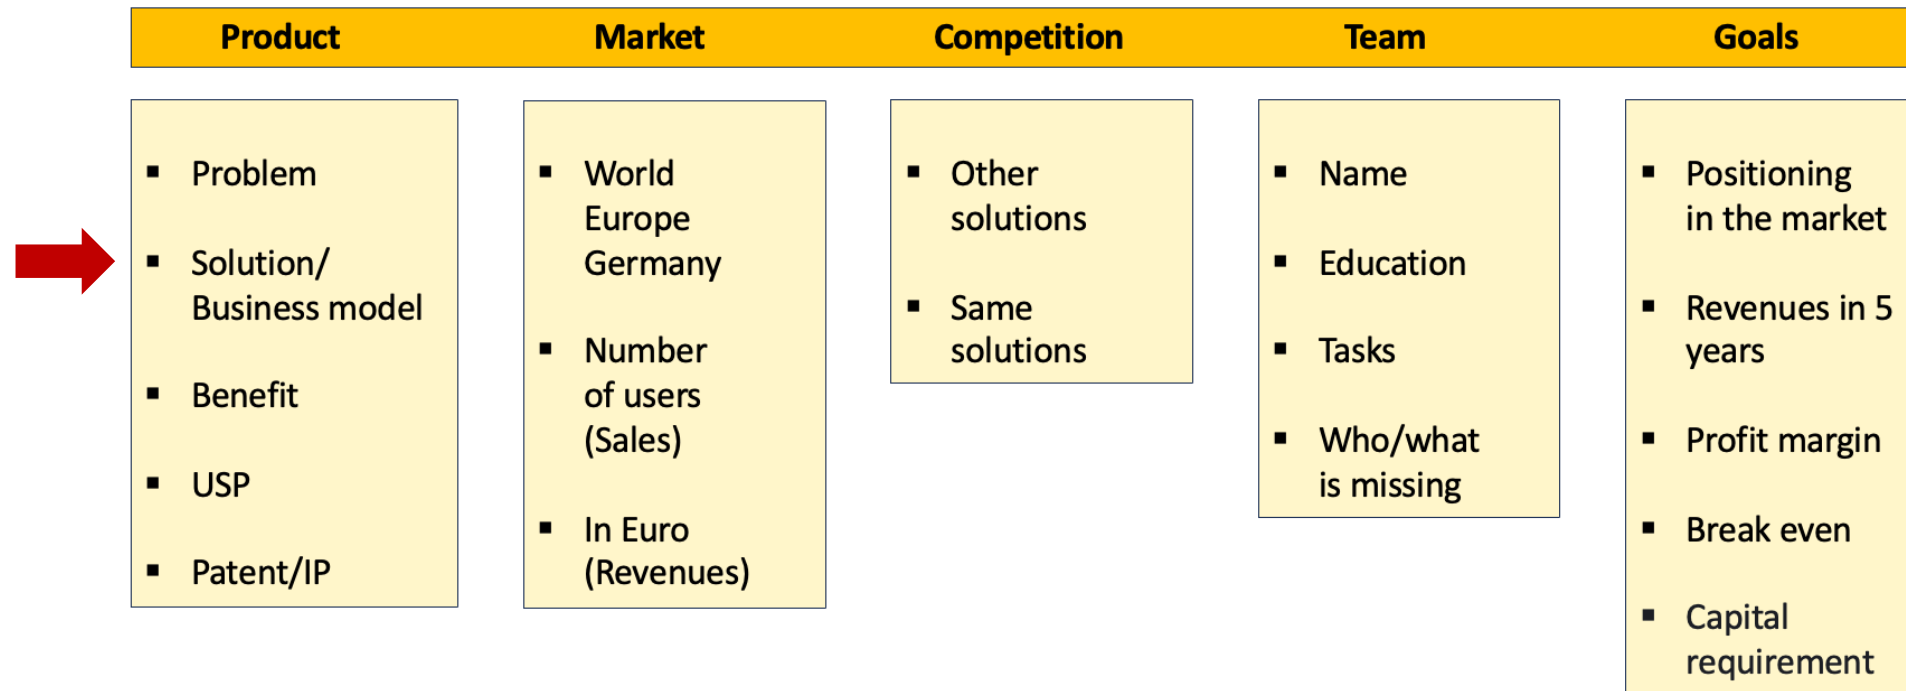 Product Market Competition Team Goals
Problem
Solution/
Business model
Benefit
USP
Patent/IP
World
Europe
Germany
Number
of users
(Sales)
In Euro
(Revenues)
Other
solutions
Same
solutions
Name
Education
Tasks
Who/what
is missing
Positioning
in the market
Revenues in 5
years
Profit margin
Break even
Capital
requirement